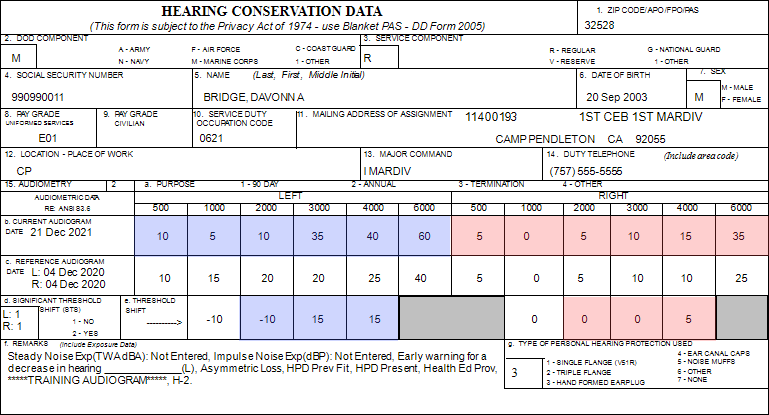 HEARING CONSERVATION DATA
(This form is subject to the Privacy Act of 1974 - use Blanket PAS - DD Form 2005)
1. ZIP CODE/APO/FPO/PAS
32528
2. DOD COMPONENT
M
A - ARMY F - AIR FORCE C - COAST GUARD
N - NAVY M - MARINE CORPS 1 - OTHER
3. SERVICE COMPONENT
R
R - REGULAR G - NATIONAL GUARD
V - RESERVE 1 - OTHER
4. SOCIAL SECURITY NUMBER
990990011
5. NAME (Last, First, Middle Initial)
BRIDGE, DAVONN A
6. DATE OF BIRTH
20 Sep 2003
7. SEX
M
M - MALE
F - FEMALE
8. PAY GRADE
UNIFORMED SERVICES
E01
9. PAY GRADE
CIVILIAN
10. SERVICE DUTY
OCCUPATION CODE
0621
11. MAILING ADDRESS OF ASSIGNMENT 11400193 1ST CEB 1ST MARDIV
CAMP PENDLETON CA 92055
12. LOCATION - PLACE OF WORK
CP
13. MAJOR COMMAND
I MARDIV
14. DUTY TELEPHONE (Include area code)
(757) 555-5555
15. AUDIOMETRY 2 a. PURPOSE 1 - 90 DAY 2 - ANNUAL 3 - TERMINATION 4 - OTHER
AUDIOMETRIC DATA
RE: ANSI S3.6
LEFT RIGHT
500 1000 2000 3000 4000 6000 500 1000 2000 3000 4000 6000
b. CURRENT AUDIOGRAM
DATE 21 Dec 2021
10 5 10 35 40 60 5 0 5 10 15 35
c. REFERENCE AUDIOGRAM
DATE L: 04 Dec 2020
R: 04 Dec 2020
10 15 20 20 25 40 5 0 5 10 10 25
d. SIGNIFICANT THRESHOLD
SHIFT (STS)
L: 1
R: 1
1 - NO
2 - YES
e. THRESHOLD
SHIFT
---------->
-10 -10 15 15 0 0 0 5
f. REMARKS (Include Exposure Data)
Steady Noise Exp(TWAdBA): Not Entered, Impulse Noise Exp(dBP): Not Entered, Early warning for a
decrease in hearing ____________(L), Asymmetric Loss, HPD Prev Fit, HPD Present, Health Ed Prov,
*****TRAINING AUDIOGRAM*****, H-2.
g. TYPE OF PERSONAL HEARING PROTECTION USED
3
1 - SINGLE FLANGE (V51R)
2 - TRIPLE FLANGE
3 - HAND FORMED EARPLUG
4 - EAR CANAL CAPS
5 - NOISE MUFFS
6 - OTHER
7 - NONE